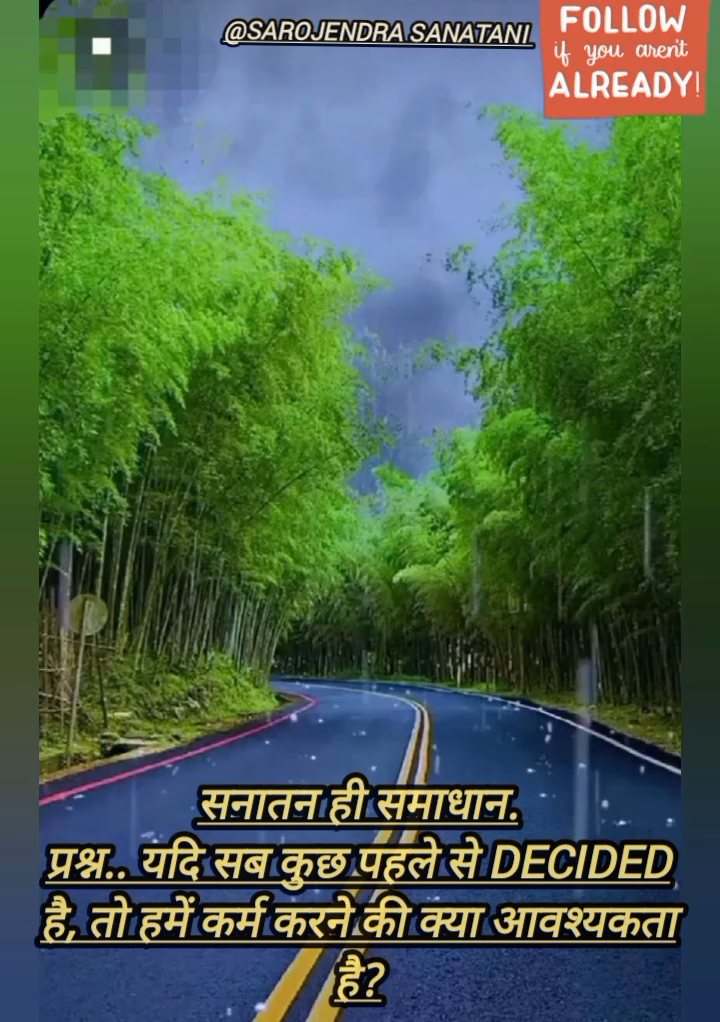 @SAROJENDRA SANATANI
FOLLOW
if you aren't
ALREADY!
सनातन ही समाधान.
प्रश्न.. यदि सब कुछ पहले से DECIDED
है, तो हमें कर्म करने की क्या आवश्यकता
है?